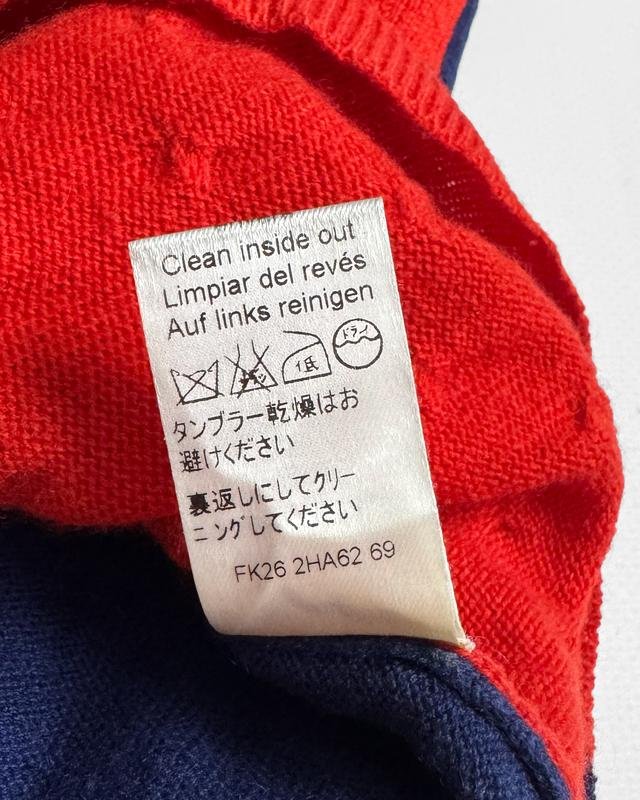 Clean inside out
Limpiar del revés
Auf links reinigen
低
ドライ
タンブラー乾燥はお
避けください
裏返しにしてクリー
ニングしてください
FK26 2HA62 69